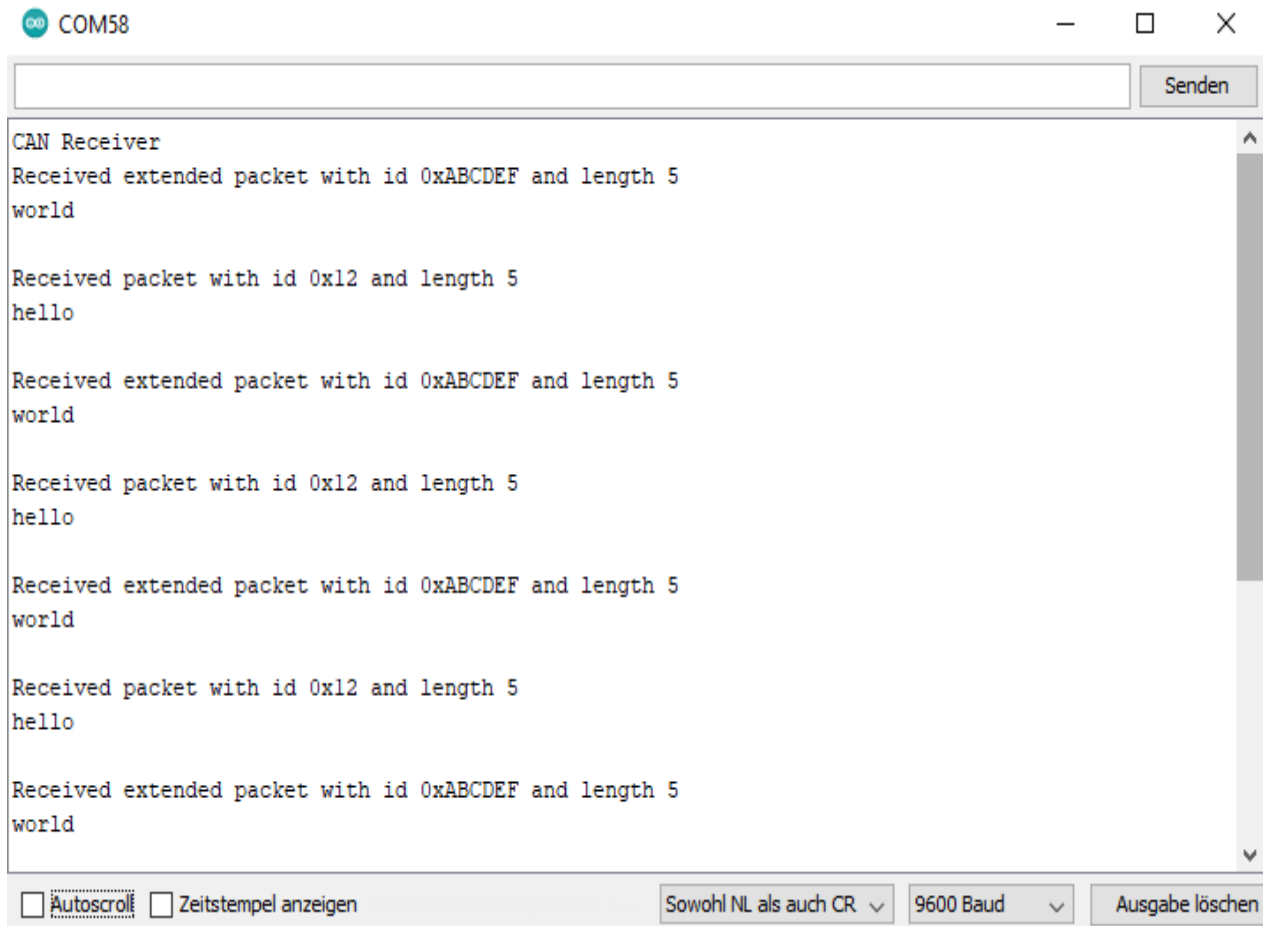 COM58
Senden
CAN Receiver
Received extended packet with id 0xABCDEF and length 5
world
Received packet with id 0x12 and length 5
hello
Received extended packet with id 0xABCDEF and length 5
world
Received packet with id 0x12 and length 5
hello
Received extended packet with id 0xABCDEF and length 5
world
Received packet with id 0x12 and length 5
hello
Received extended packet with id 0xABCDEF and length 5
world
Autoscroll Zeitstempel anzeigen Sowohl NL als auch CR 9600 Baud Ausgabe löschen